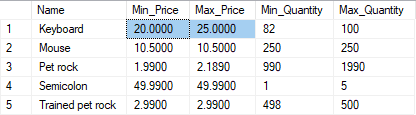 Name Min_Price Max_Price Min_Quantity Max_Quantity
1 Keyboard 20.0000 25.0000 82 100
2 Mouse 10.5000 10.5000 250 250
3 Pet rock 1.9900 2.1890 990 1990
4 Semicolon 49.9900 49.9900 1 5
5 Trained pet rock 2.9900 2.9900 498 500